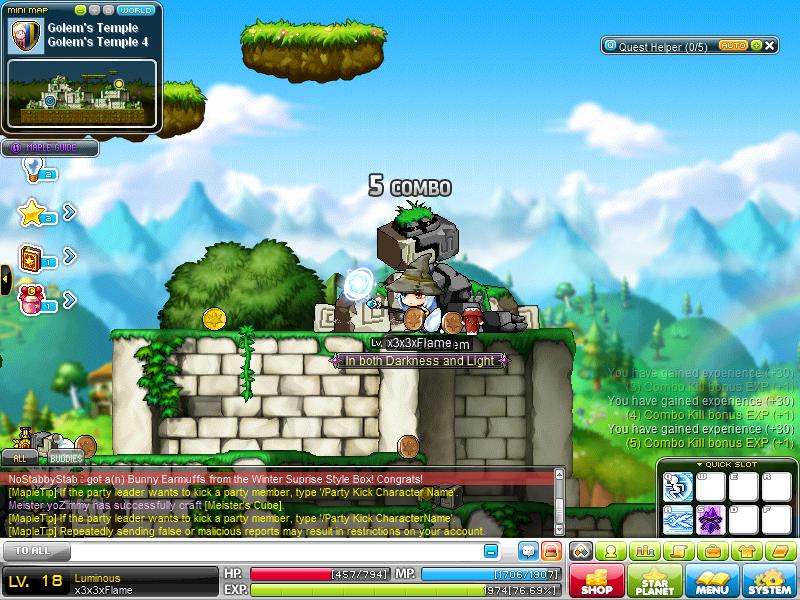 MINI MAP
WORLD
Golem's Temple
Golem's Temple 4
Quest Helper (0/5) AUTO
MAPLE GUIDE
2
2
1
1
5 COMBO
Lv. x3x3xFlame em
In both Darkness and Light
You have gained experience (+30)
(3) Combo Kill bonus EXP (+1)
You have gained experience (+30)
(4) Combo Kill bonus EXP (+1)
You have gained experience (+30)
(5) Combo Kill bonus EXP (+1)
ALL BUDDIES
NoStabbyStab : got a(n) Bunny Earmuffs from the Winter Suprise Style Box! Congrats!
[MapleTip] If the party leader wants to kick a party member, type '/Party Kick Character Name'.
Meister yoZimmy has successfully craft [Meister's Cube].
[MapleTip] If the party leader wants to kick a party member, type '/Party Kick CharacterName'.
[MapleTip] Repeatedly sending false or malicious reports may result in restrictions on your account.
QUICK SLOT
TO ALL
LV. 18 Luminous
x3x3xFlame
HP. [457/794] MP. [1706/1907]
EXP. 974[76.69%]
SHOP
STAR PLANET
MENU
SYSTEM